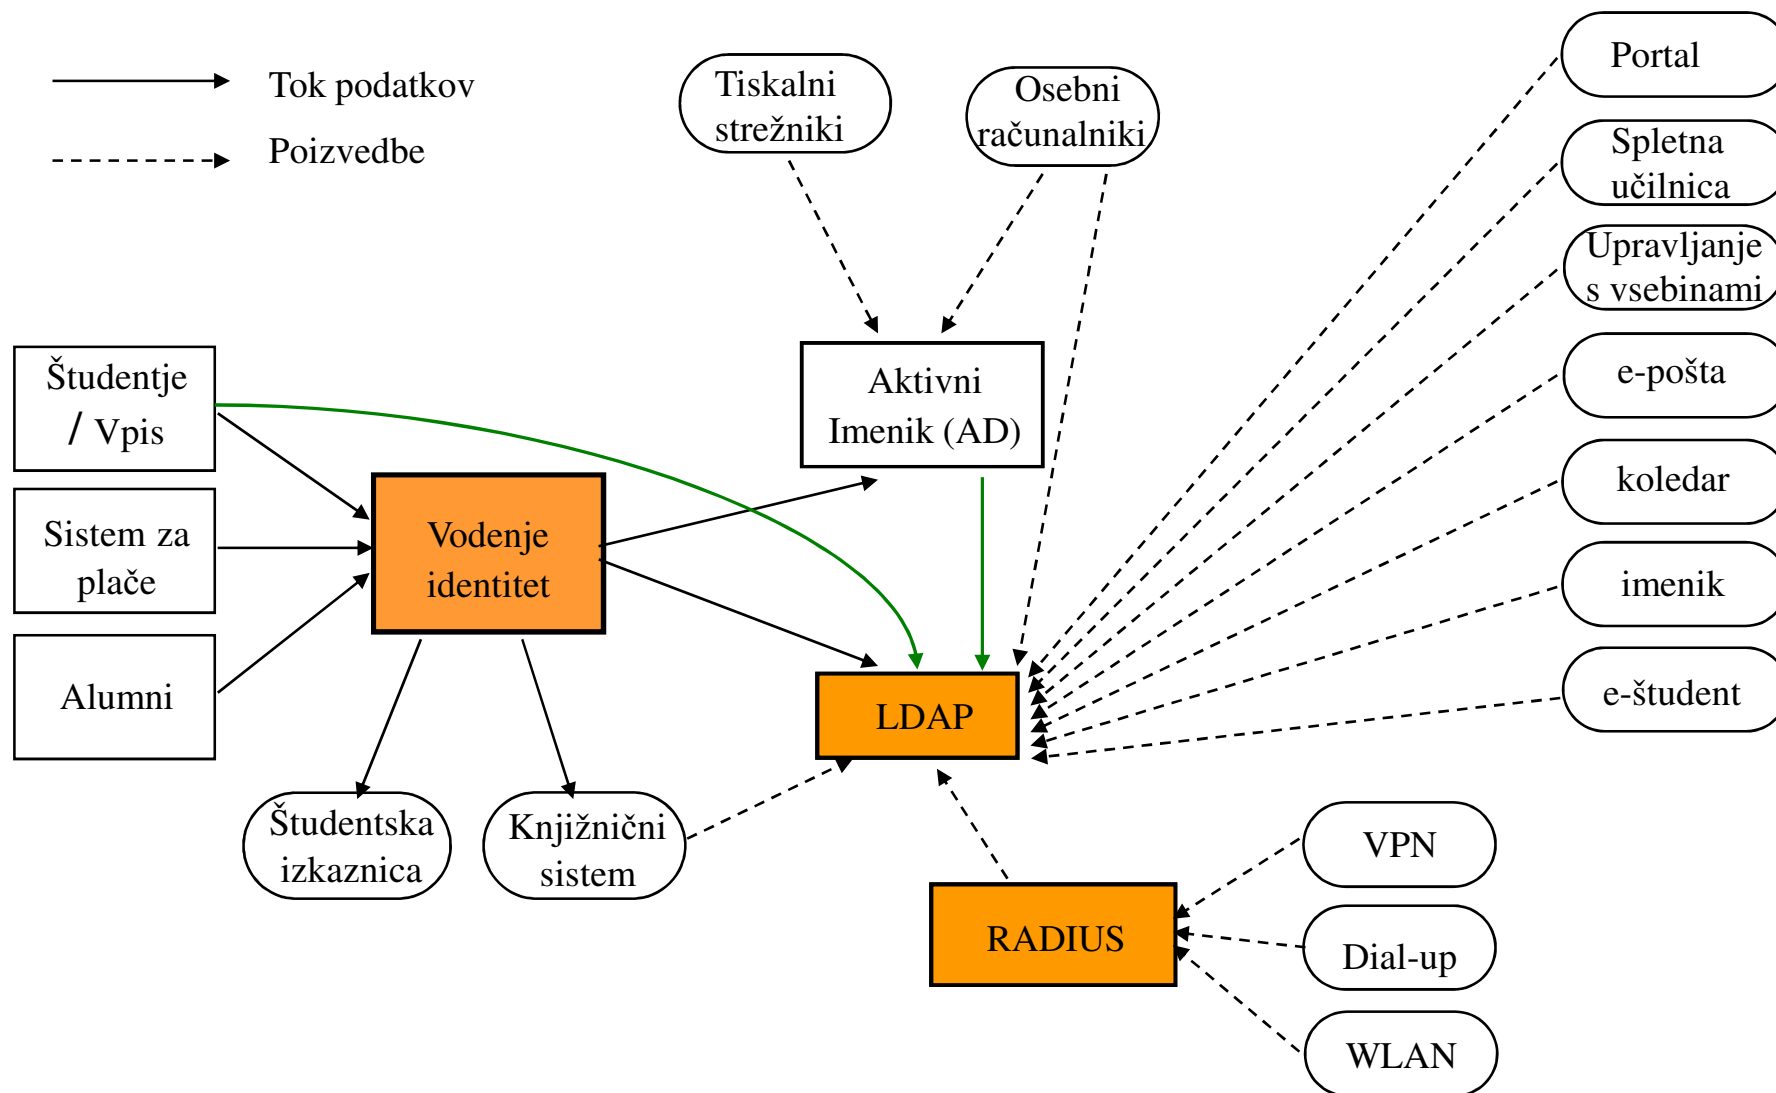 Tok podatkov
Poizvedbe
Tiskalni
strežniki
Osebni
računalniki
Portal
Spletna
učilnica
Upravljanje
s vsebinami
e-pošta
koledar
imenik
e-študent
Študentje
/ Vpis
Sistem za
plače
Alumni
Vodenje
identitet
Aktivni
Imenik (AD)
LDAP
Študentska
izkaznica
Knjižnični
sistem
RADIUS
VPN
Dial-up
WLAN